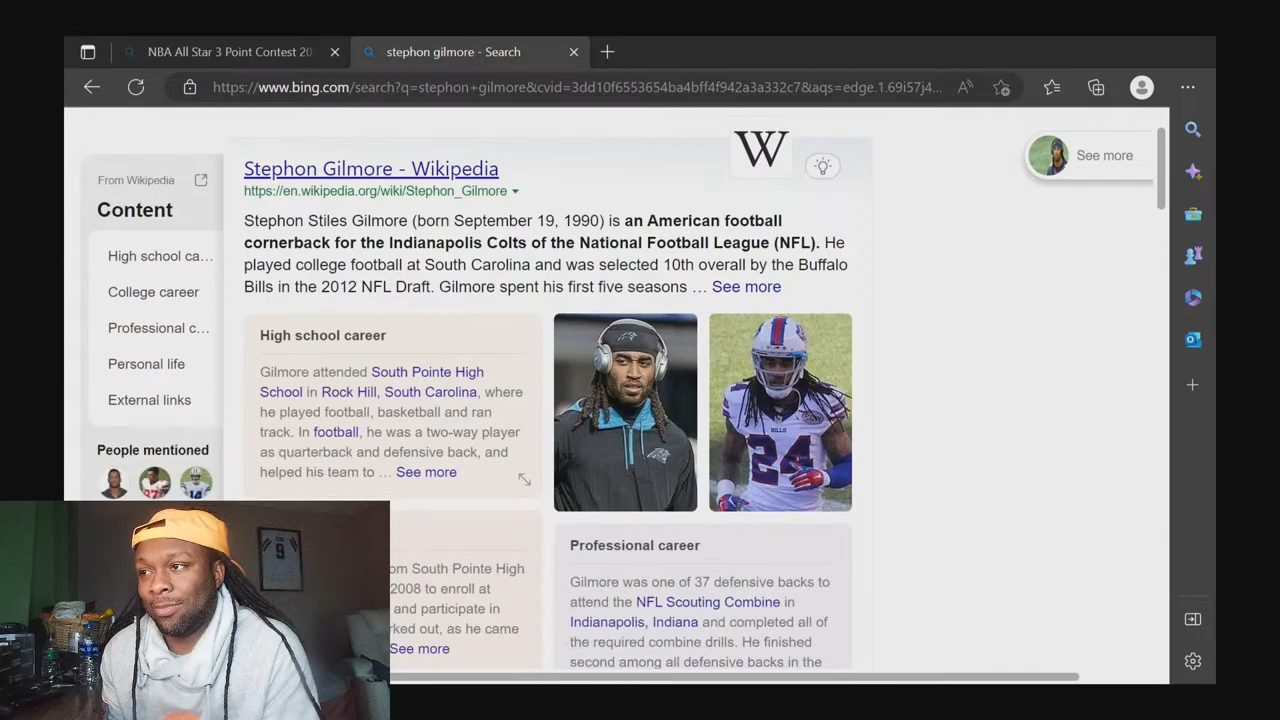 NBA All Star 3 Point Contest 20
stephon gilmore - Search
https://www.bing.com/search?q=stephon+gilmore&cvid=3dd10f6553654ba4bff4f942a3a332c7&aqs=edge.1.69i57j4...
From Wikipedia
Content
High school ca...
College career
Professional c...
Personal life
External links
People mentioned
W
Stephon Gilmore - Wikipedia
https://en.wikipedia.org/wiki/Stephon_Gilmore
Stephon Stiles Gilmore (born September 19, 1990) is an American football
cornerback for the Indianapolis Colts of the National Football League (NFL). He
played college football at South Carolina and was selected 10th overall by the Buffalo
Bills in the 2012 NFL Draft. Gilmore spent his first five seasons … See more
High school career
Gilmore attended South Pointe High
School in Rock Hill, South Carolina, where
he played football, basketball and ran
track. In football, he was a two-way player
as quarterback and defensive back, and
helped his team to … See more
BILLS
24
om South Pointe High
2008 to enroll at
and participate in
rked out, as he came
See more
Professional career
Gilmore was one of 37 defensive backs to
attend the NFL Scouting Combine in
Indianapolis, Indiana and completed all of
the required combine drills. He finished
second among all defensive backs in the
See more
9